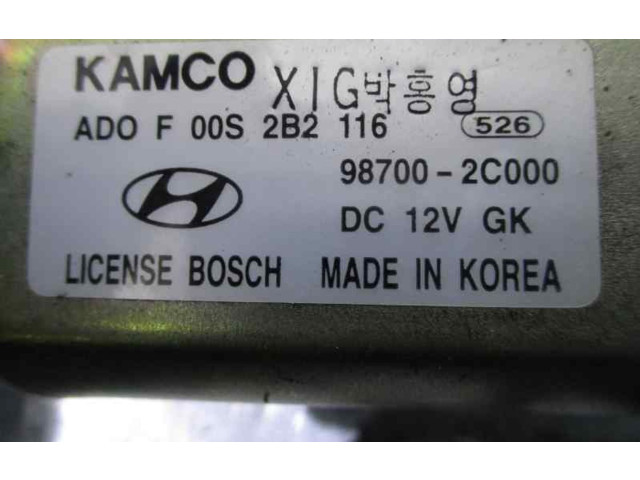 KAMCO XIG박홍영
ADO F 00S 2B2 116 526
98700-2C000
DC 12V GK
LICENSE BOSCH MADE IN KOREA